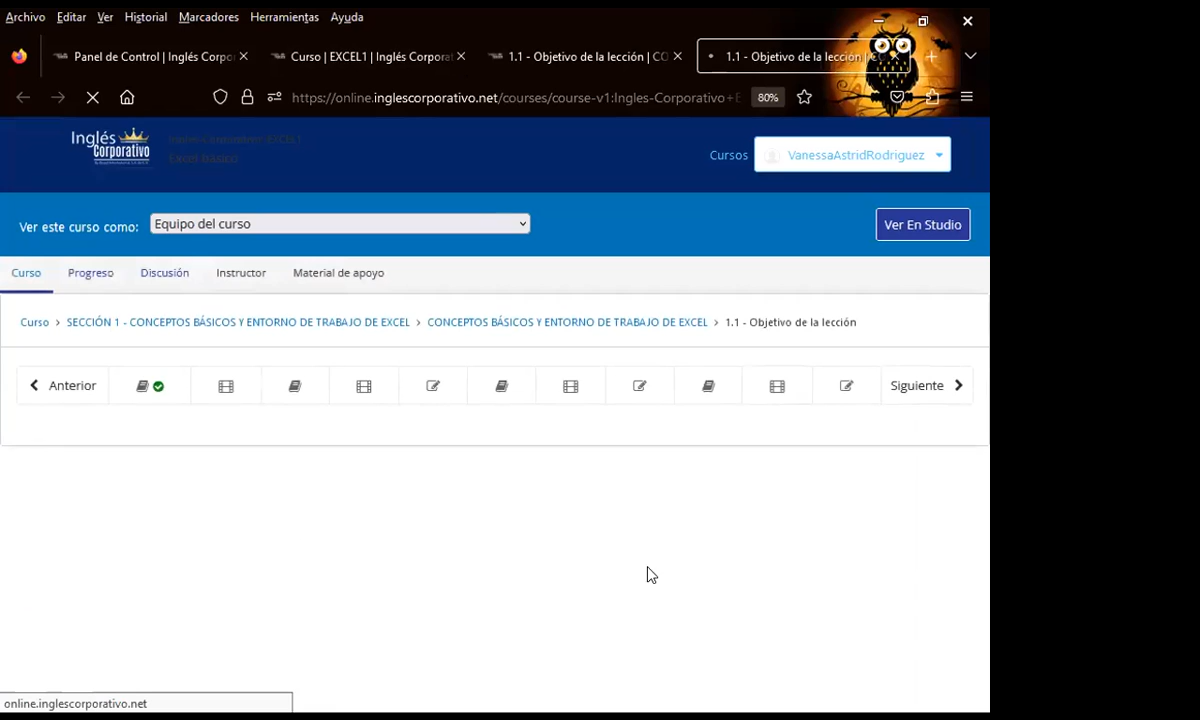 Archivo Editar Ver Historial Marcadores Herramientas Ayuda
Panel de Control | Inglés Corpor
Curso | EXCEL1 | Inglés Corporat
1.1 - Objetivo de la lección | CO
1.1 - Objetivo de la lección |
https://online.inglescorporativo.net/courses/course-v1:Ingles-Corporativo+E
80%
Inglés
Corporativo
Excel Básico
Cursos
VanessaAstridRodriguez
Ver este curso como:
Equipo del curso
Ver En Studio
Curso
Progreso
Discusión
Instructor
Material de apoyo
Curso > SECCIÓN 1 - CONCEPTOS BÁSICOS Y ENTORNO DE TRABAJO DE EXCEL > CONCEPTOS BÁSICOS Y ENTORNO DE TRABAJO DE EXCEL > 1.1 - Objetivo de la lección
Anterior
Siguiente
online.inglescorporativo.net